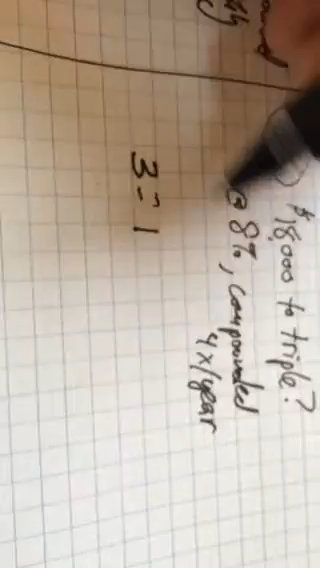 $18,000 to triple?
@ 8%, compounded
4x/year
3 = 1